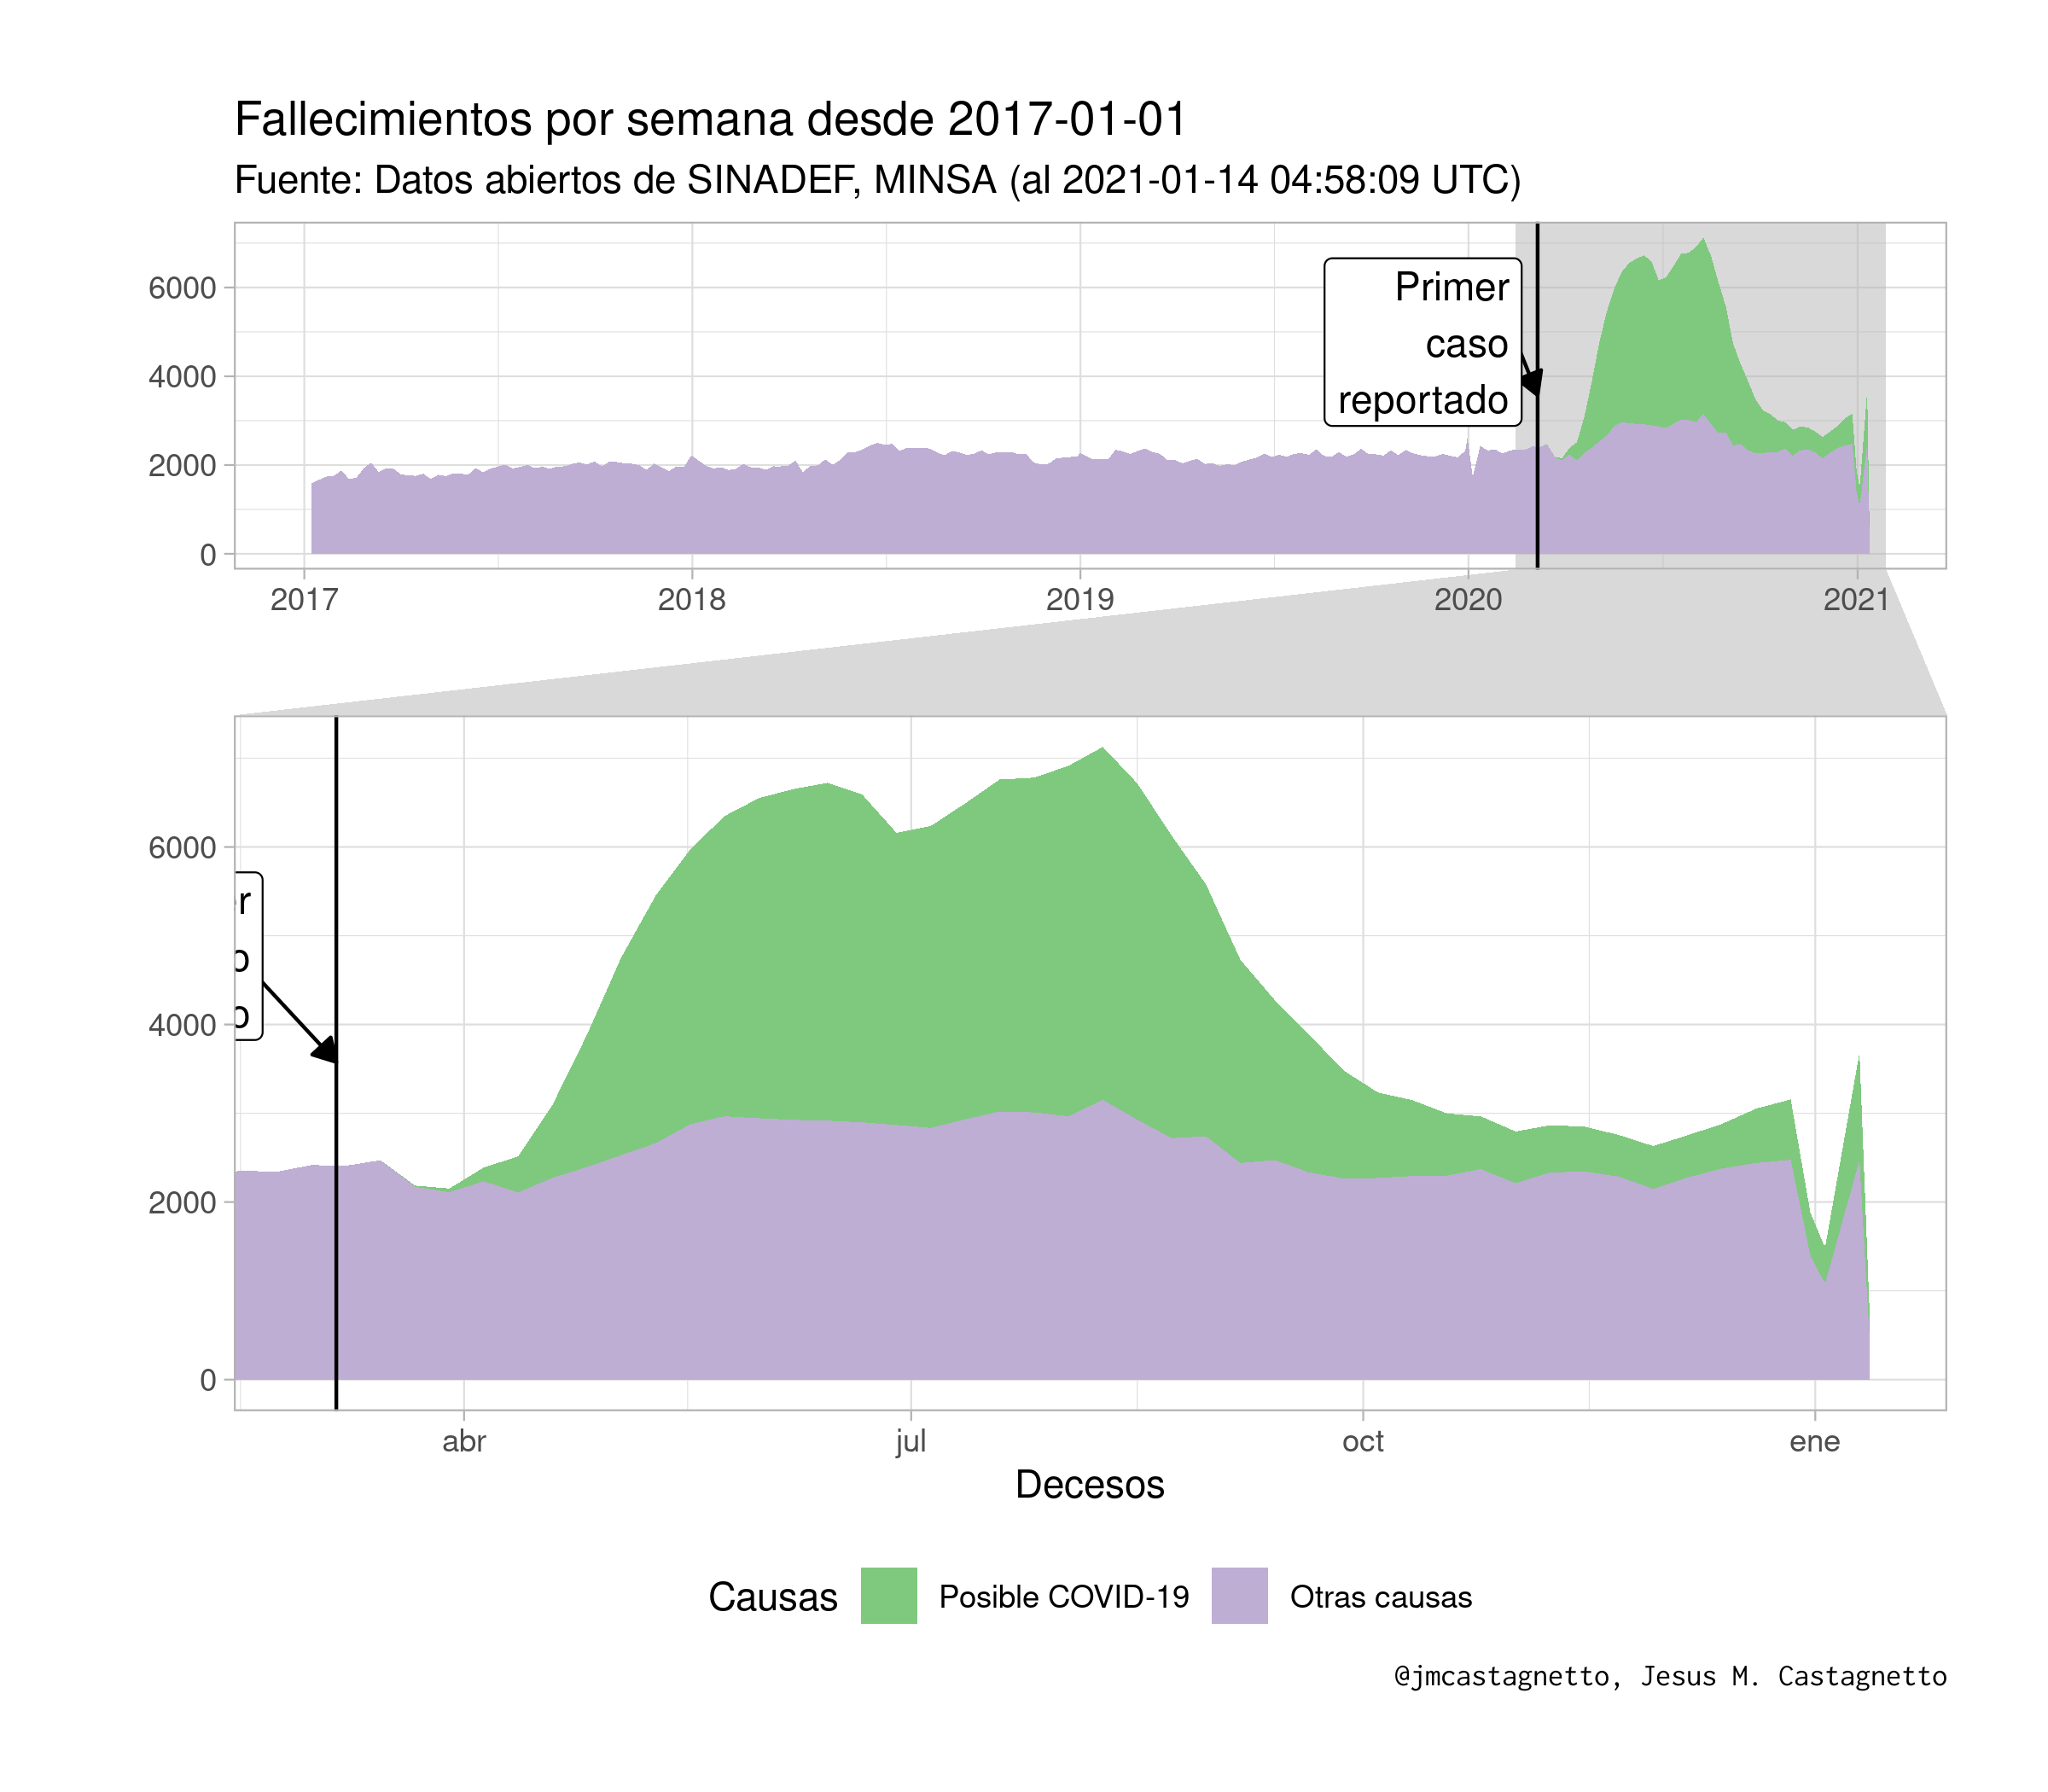 Fallecimientos por semana desde 2017-01-01
Fuente: Datos abiertos de SINADEF, MINSA (al 2021-01-14 04:58:09 UTC)
6000
4000
2000
0
Primer
caso
reportado
2017
2018
2019
2020
2021
6000
4000
2000
0
r
o
o
abr
jul
oct
ene
Decesos
Causas
Posible COVID-19
Otras causas
@jmcastagnetto, Jesus M. Castagnetto